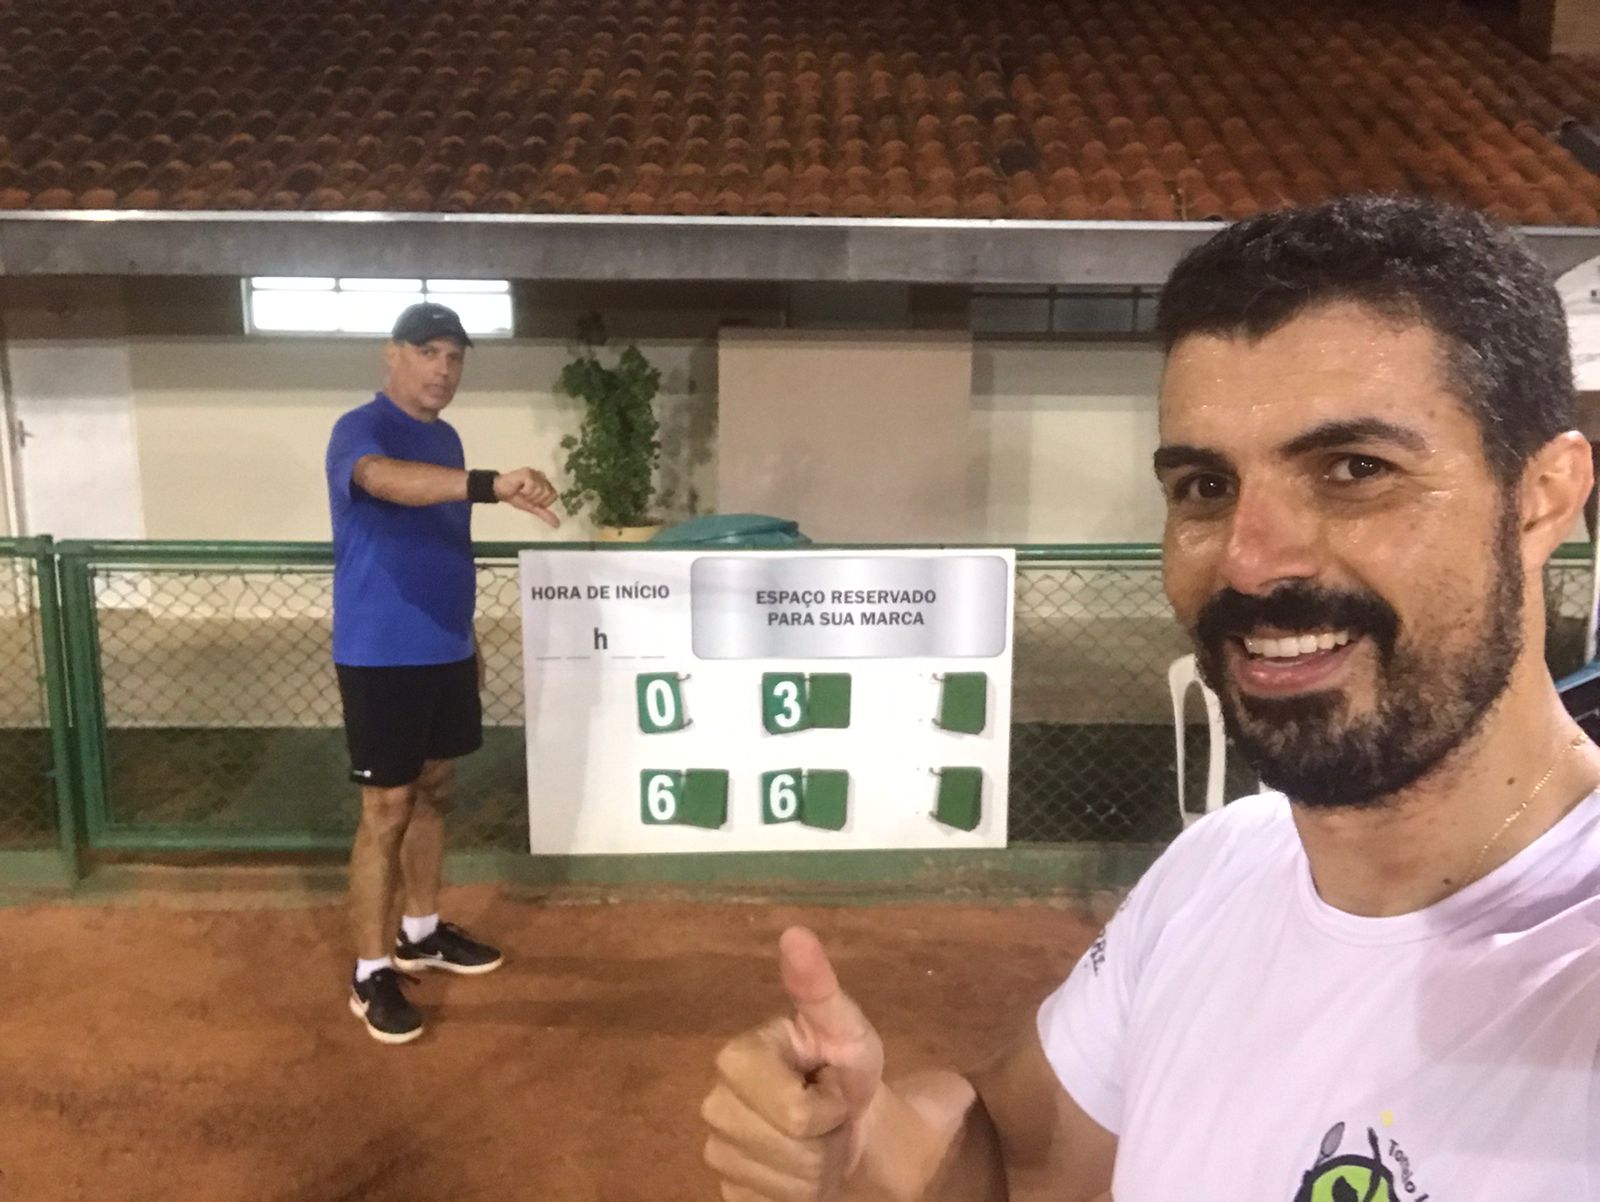 HORA DE INÍCIO
h
ESPAÇO RESERVADO
PARA SUA MARCA
0 3
6 6